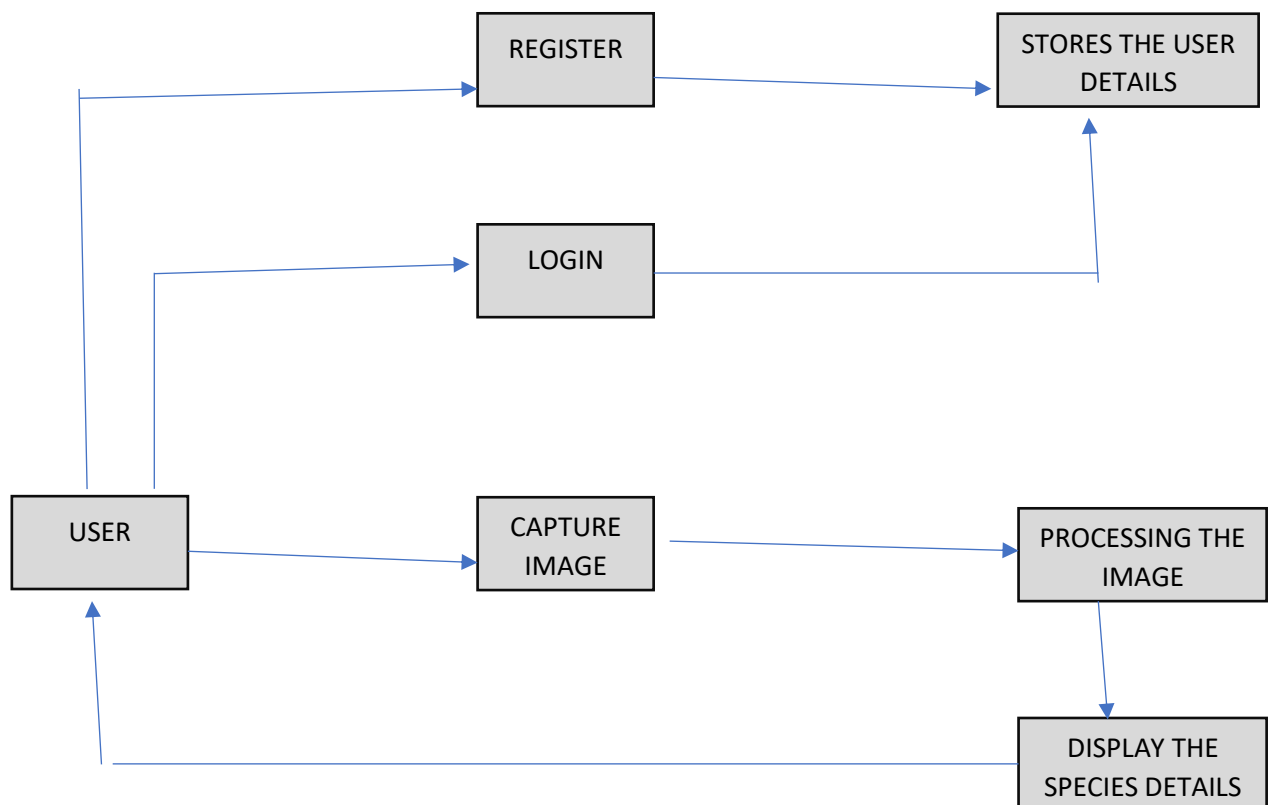 REGISTER
STORES THE USER
DETAILS
LOGIN
USER
CAPTURE
IMAGE
PROCESSING THE
IMAGE
DISPLAY THE
SPECIES DETAILS